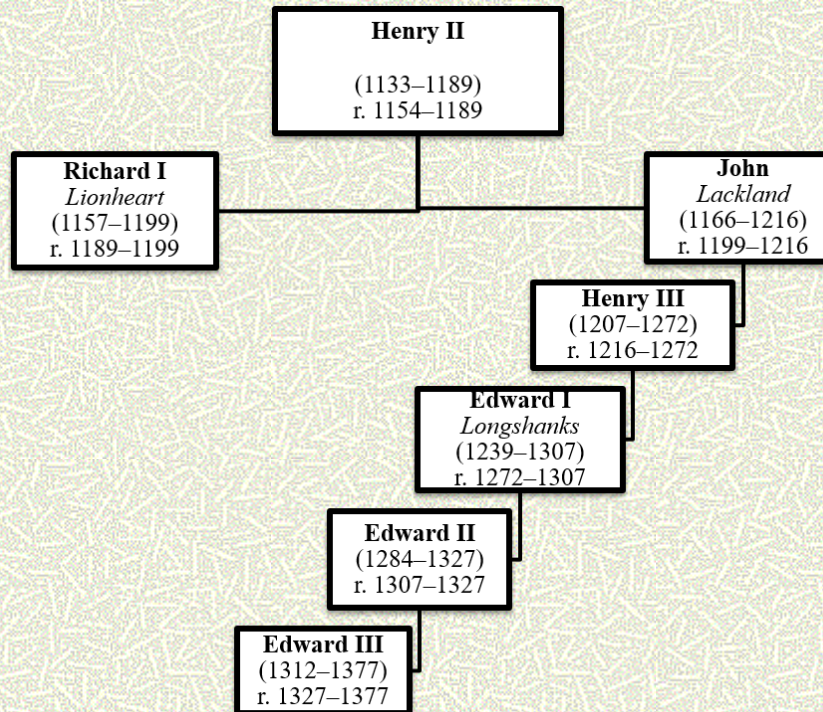 Henry II
(1133–1189)
r. 1154–1189
Richard I
Lionheart
(1157–1199)
r. 1189–1199
John
Lackland
(1166–1216)
r. 1199–1216
Henry III
(1207–1272)
r. 1216–1272
Edward I
Longshanks
(1239–1307)
r. 1272–1307
Edward II
(1284–1327)
r. 1307–1327
Edward III
(1312–1377)
r. 1327–1377